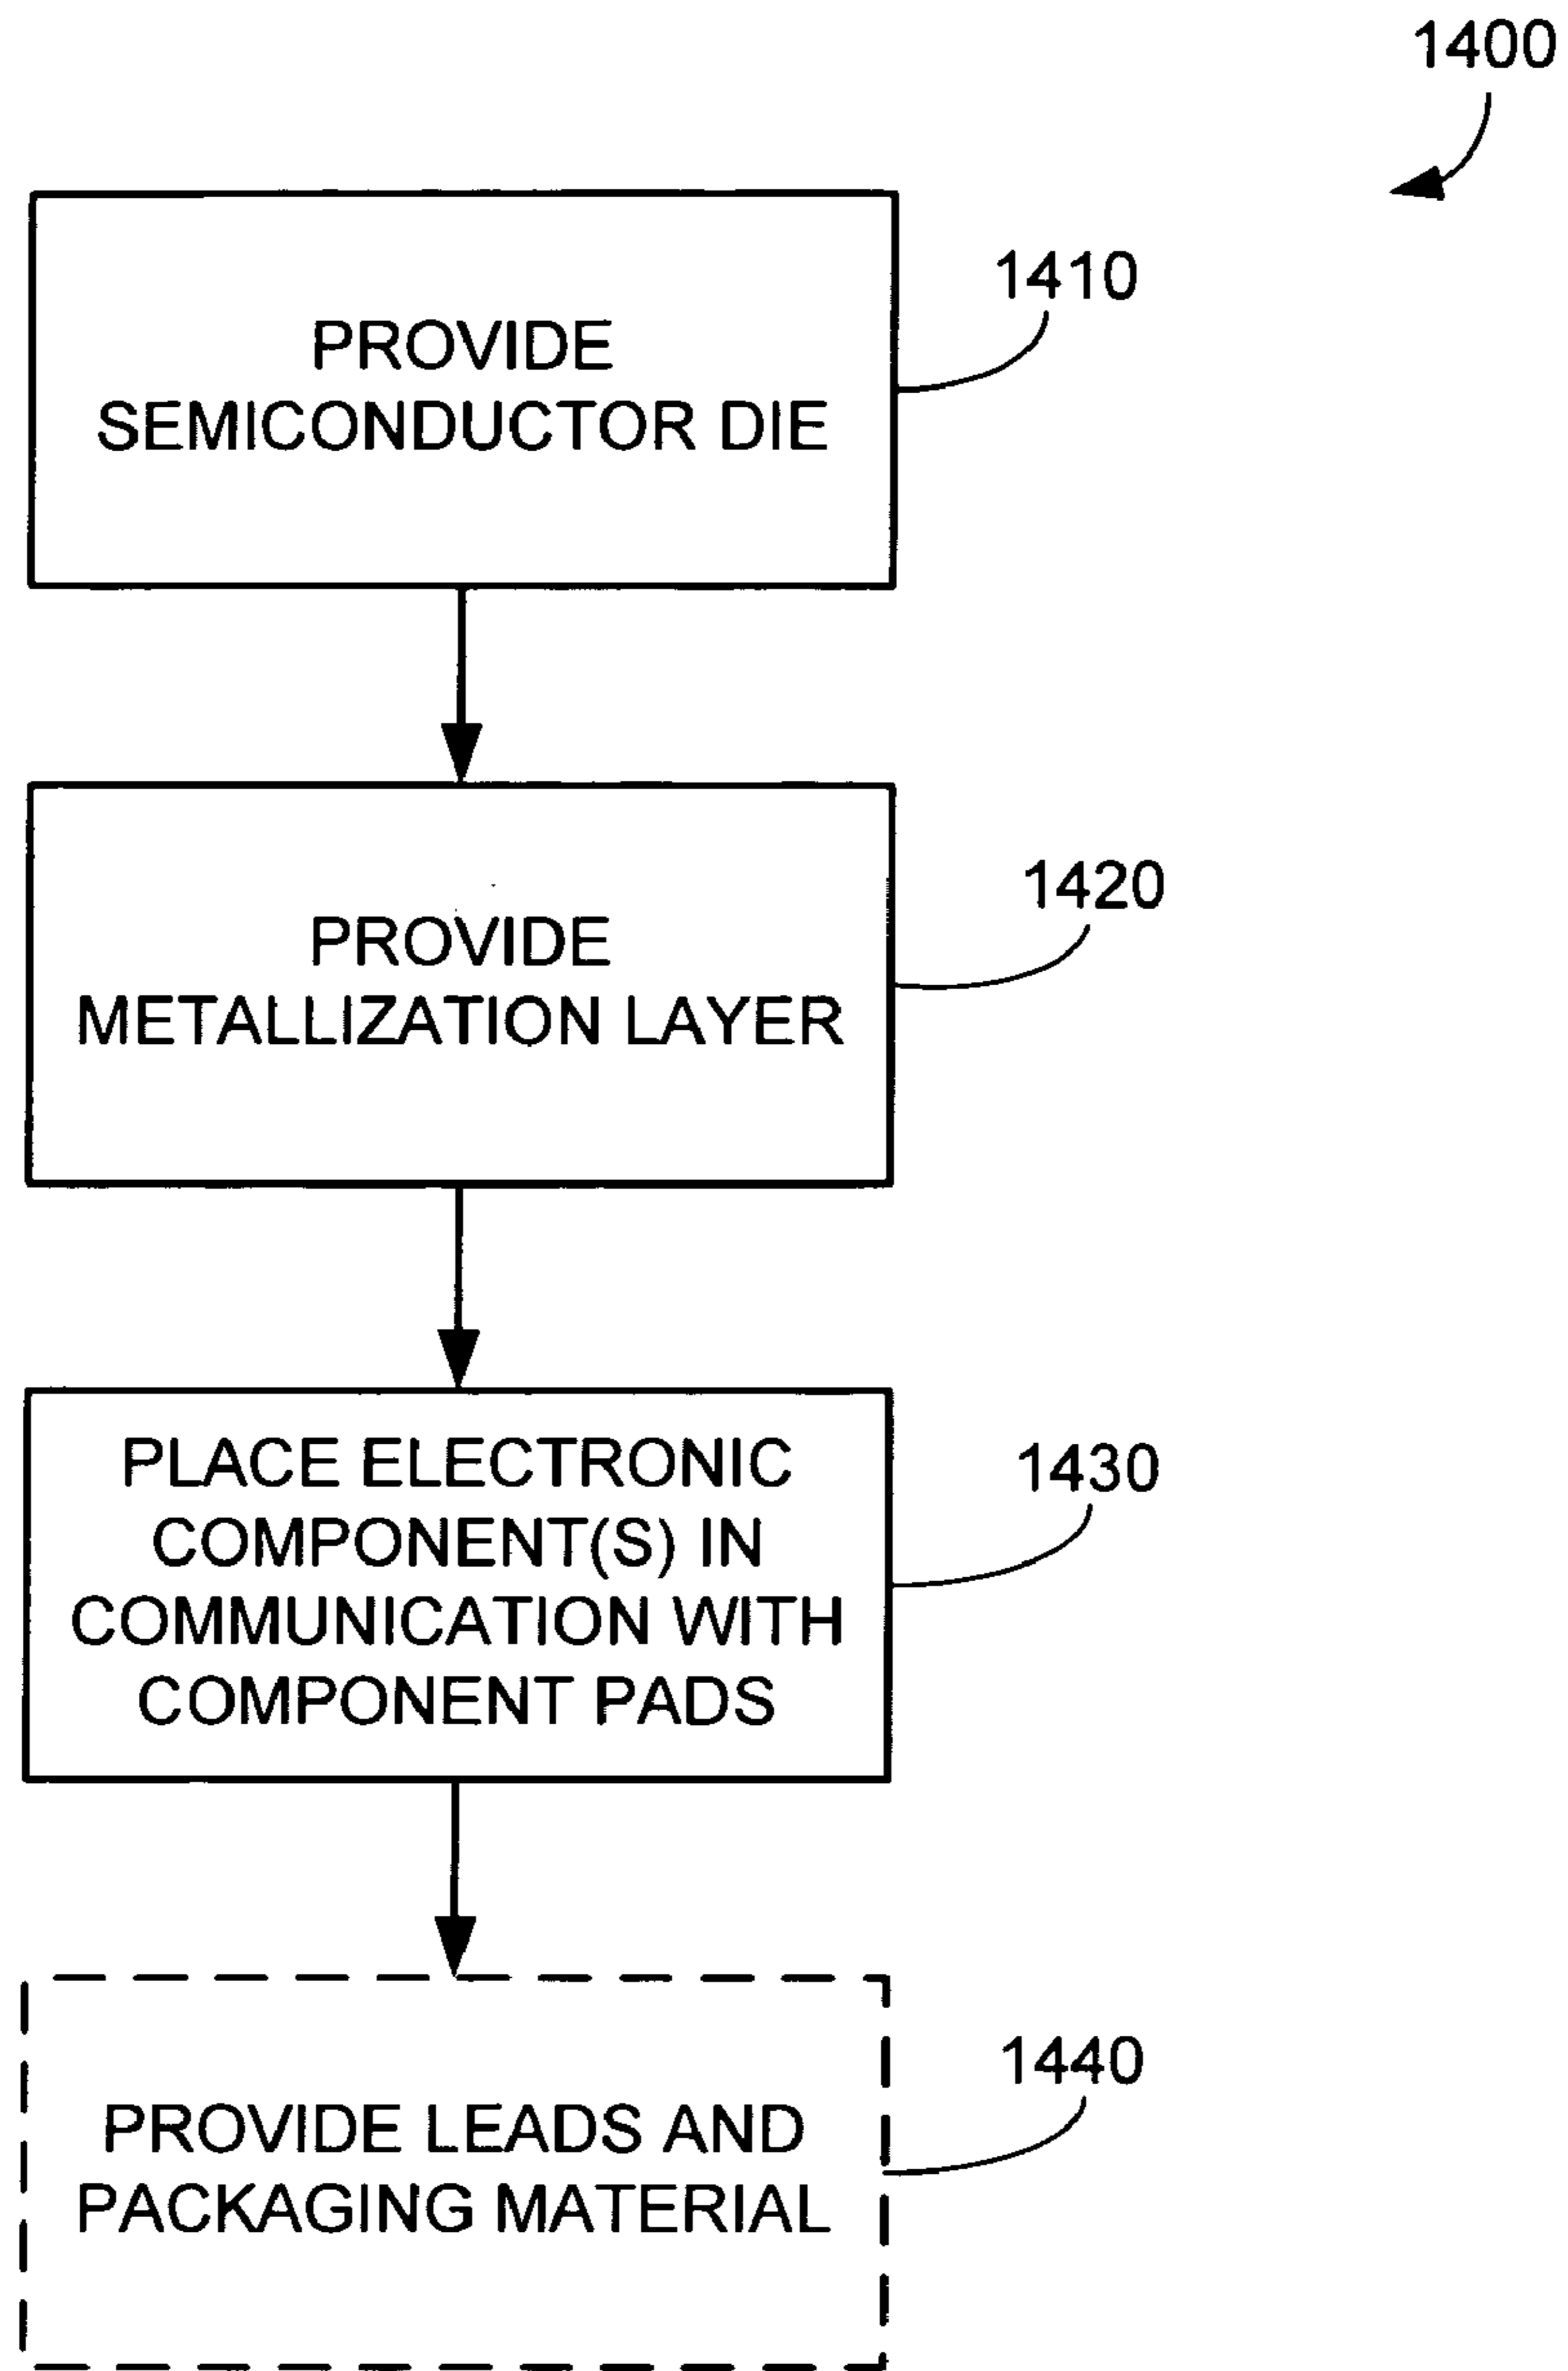 1400
1410
PROVIDE
SEMICONDUCTOR DIE
1420
PROVIDE
METALLIZATION LAYER
1430
PLACE ELECTRONIC
COMPONENT(S) IN
COMMUNICATION WITH
COMPONENT PADS
1440
PROVIDE LEADS AND
PACKAGING MATERIAL